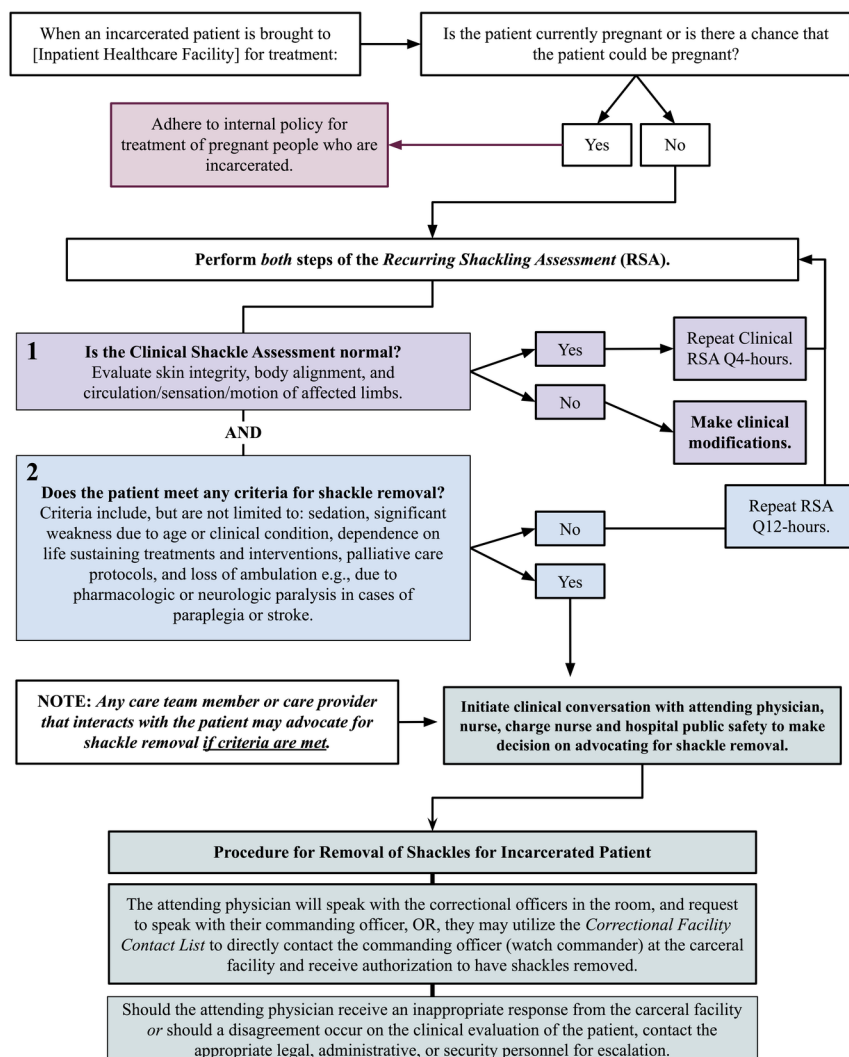 When an incarcerated patient is brought to
[Inpatient Healthcare Facility] for treatment:
Is the patient currently pregnant or is there a chance that
the patient could be pregnant?
Adhere to internal policy for
treatment of pregnant people who are
incarcerated.
Yes
No
Perform both steps of the Recurring Shackling Assessment (RSA).
1
Is the Clinical Shackle Assessment normal?
Evaluate skin integrity, body alignment, and
circulation/sensation/motion of affected limbs.
Yes
Repeat Clinical
RSA Q4-hours.
No
Make clinical
modifications.
AND
2
Does the patient meet any criteria for shackle removal?
Criteria include, but are not limited to: sedation, significant
weakness due to age or clinical condition, dependence on
life sustaining treatments and interventions, palliative care
protocols, and loss of ambulation e.g., due to
pharmacologic or neurologic paralysis in cases of
paraplegia or stroke.
No
Repeat RSA
Q12-hours.
Yes
NOTE: Any care team member or care provider
that interacts with the patient may advocate for
shackle removal if criteria are met.
Initiate clinical conversation with attending physician,
nurse, charge nurse and hospital public safety to make
decision on advocating for shackle removal.
Procedure for Removal of Shackles for Incarcerated Patient
The attending physician will speak with the correctional officers in the room, and request
to speak with their commanding officer, OR, they may utilize the Correctional Facility
Contact List to directly contact the commanding officer (watch commander) at the carceral
facility and receive authorization to have shackles removed.
Should the attending physician receive an inappropriate response from the carceral facility
or should a disagreement occur on the clinical evaluation of the patient, contact the
appropriate legal, administrative, or security personnel for escalation.